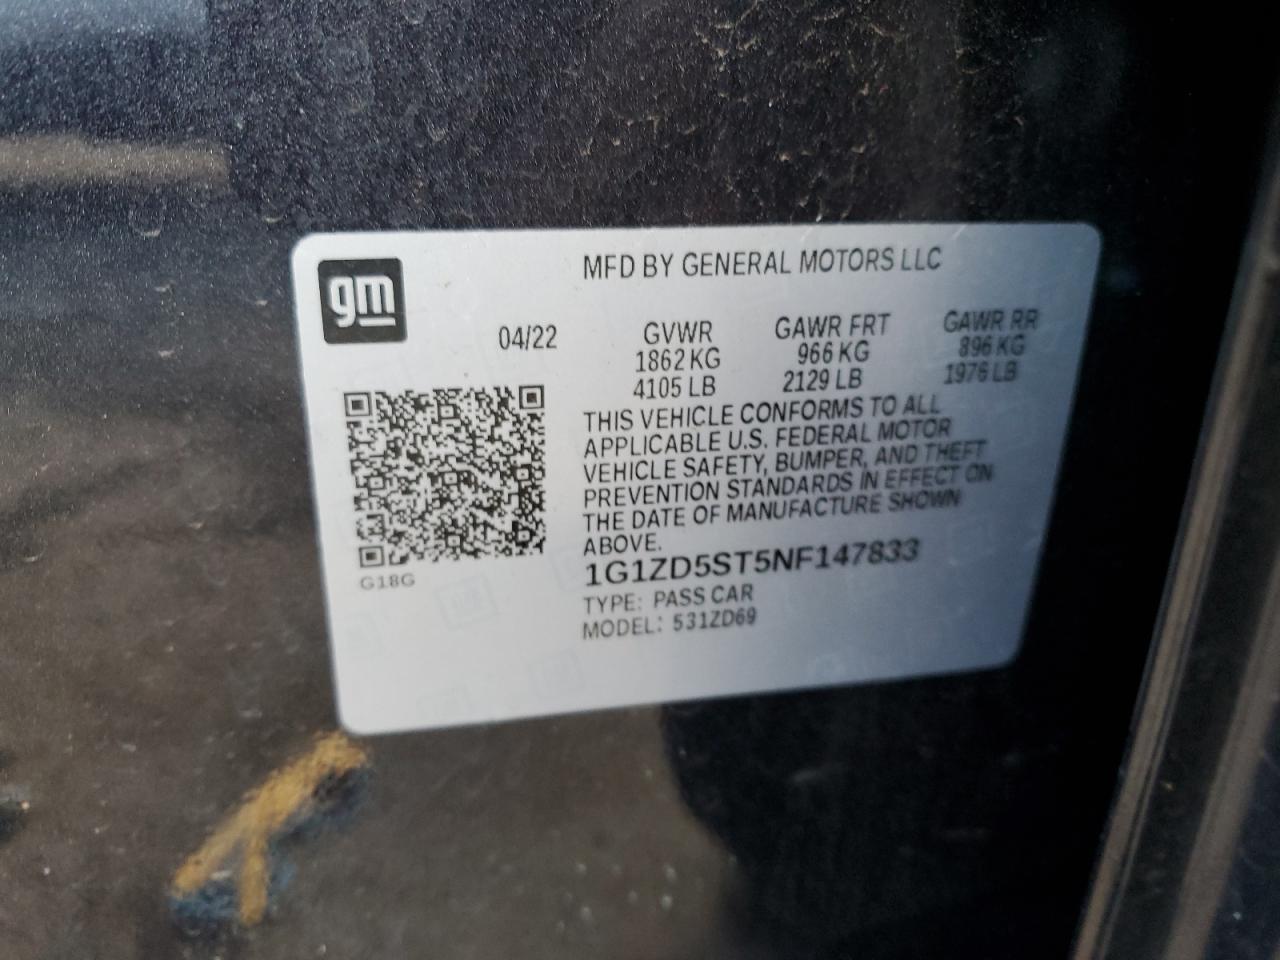 gm
MFD BY GENERAL MOTORS LLC
04/22 GVWR GAWR FRT GAWR RR
1862 KG 966 KG 896 KG
4105 LB 2129 LB 1976 LB
THIS VEHICLE CONFORMS TO ALL
APPLICABLE U.S. FEDERAL MOTOR
VEHICLE SAFETY, BUMPER, AND THEFT
PREVENTION STANDARDS IN EFFECT ON
THE DATE OF MANUFACTURE SHOWN
ABOVE.
1G1ZD5ST5NF147833
TYPE: PASS CAR
MODEL: 531ZD69
G18G